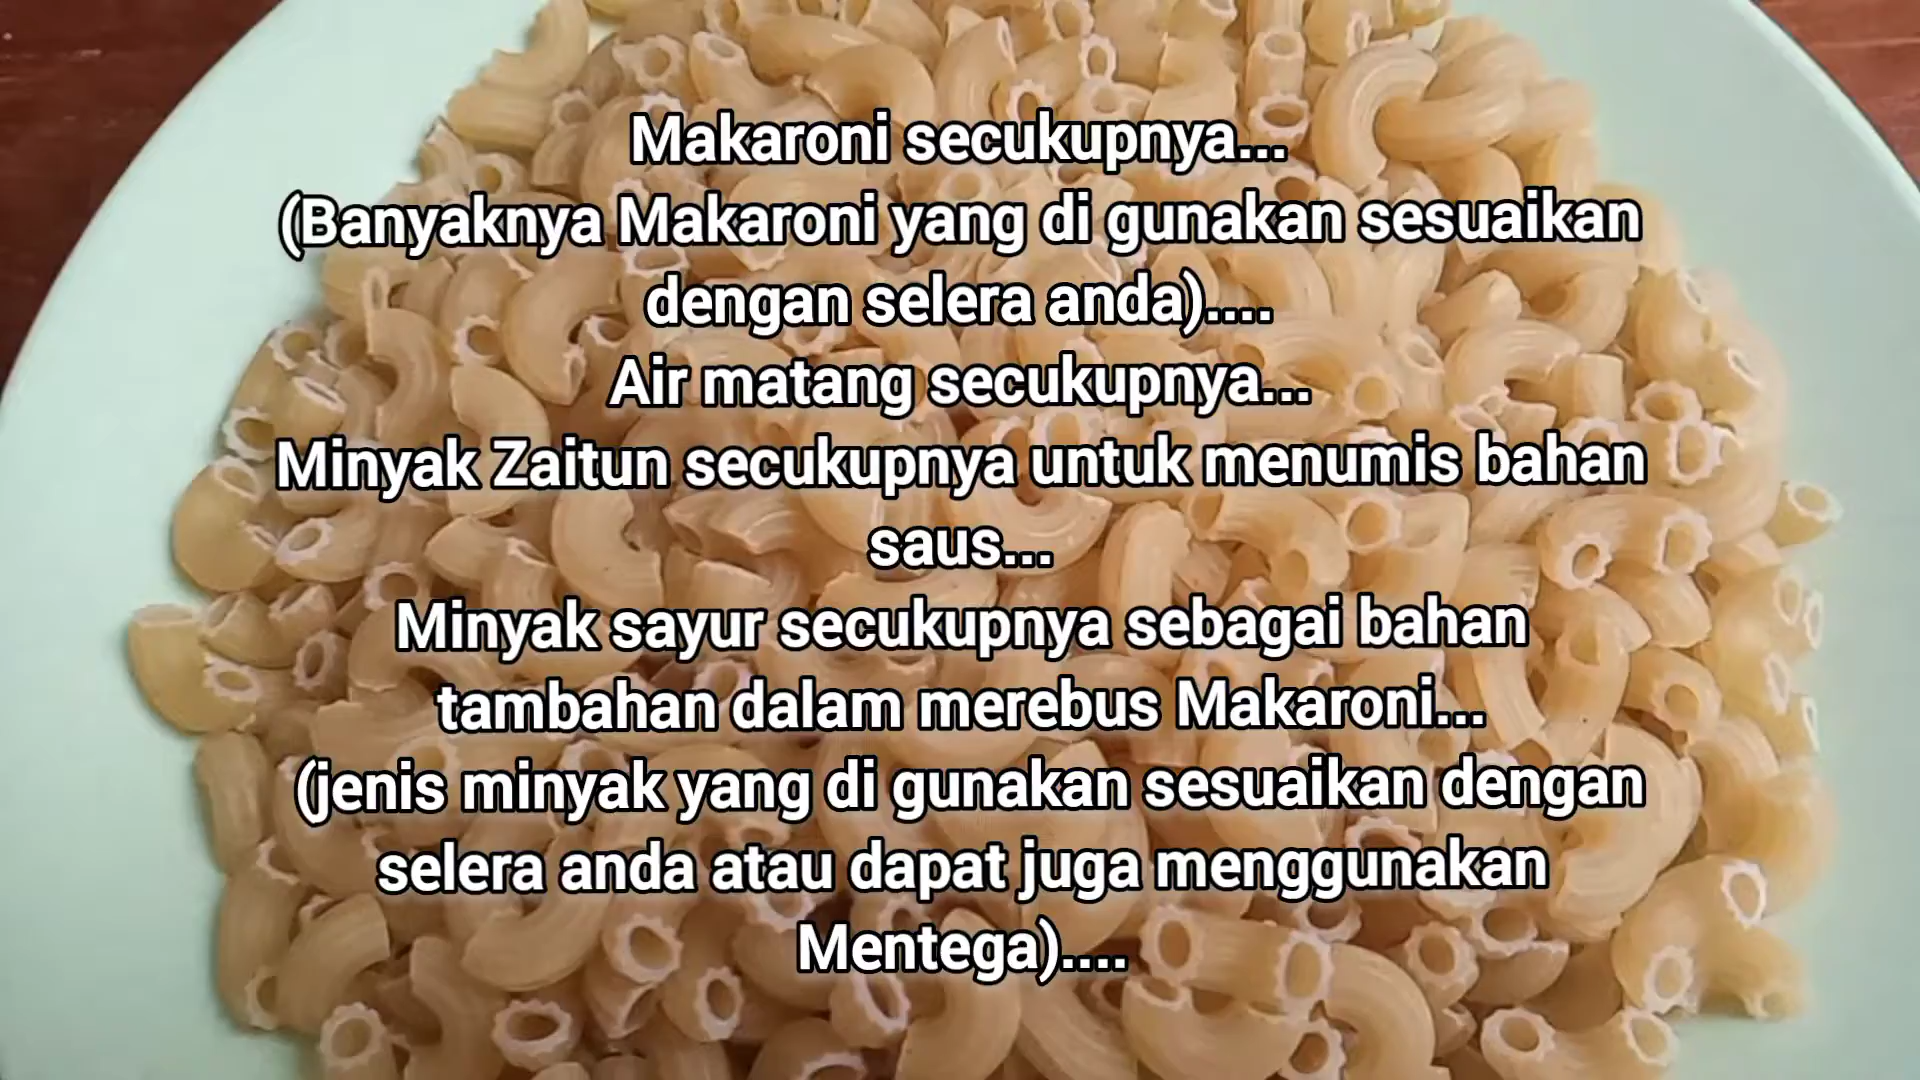 Makaroni secukupnya...
(Banyaknya Makaroni yang di gunakan sesuaikan
dengan selera anda)....
Air matang secukupnya...
Minyak Zaitun secukupnya untuk menumis bahan
saus...
Minyak sayur secukupnya sebagai bahan
tambahan dalam merebus Makaroni...
(jenis minyak yang di gunakan sesuaikan dengan
selera anda atau dapat juga menggunakan
Mentega)....